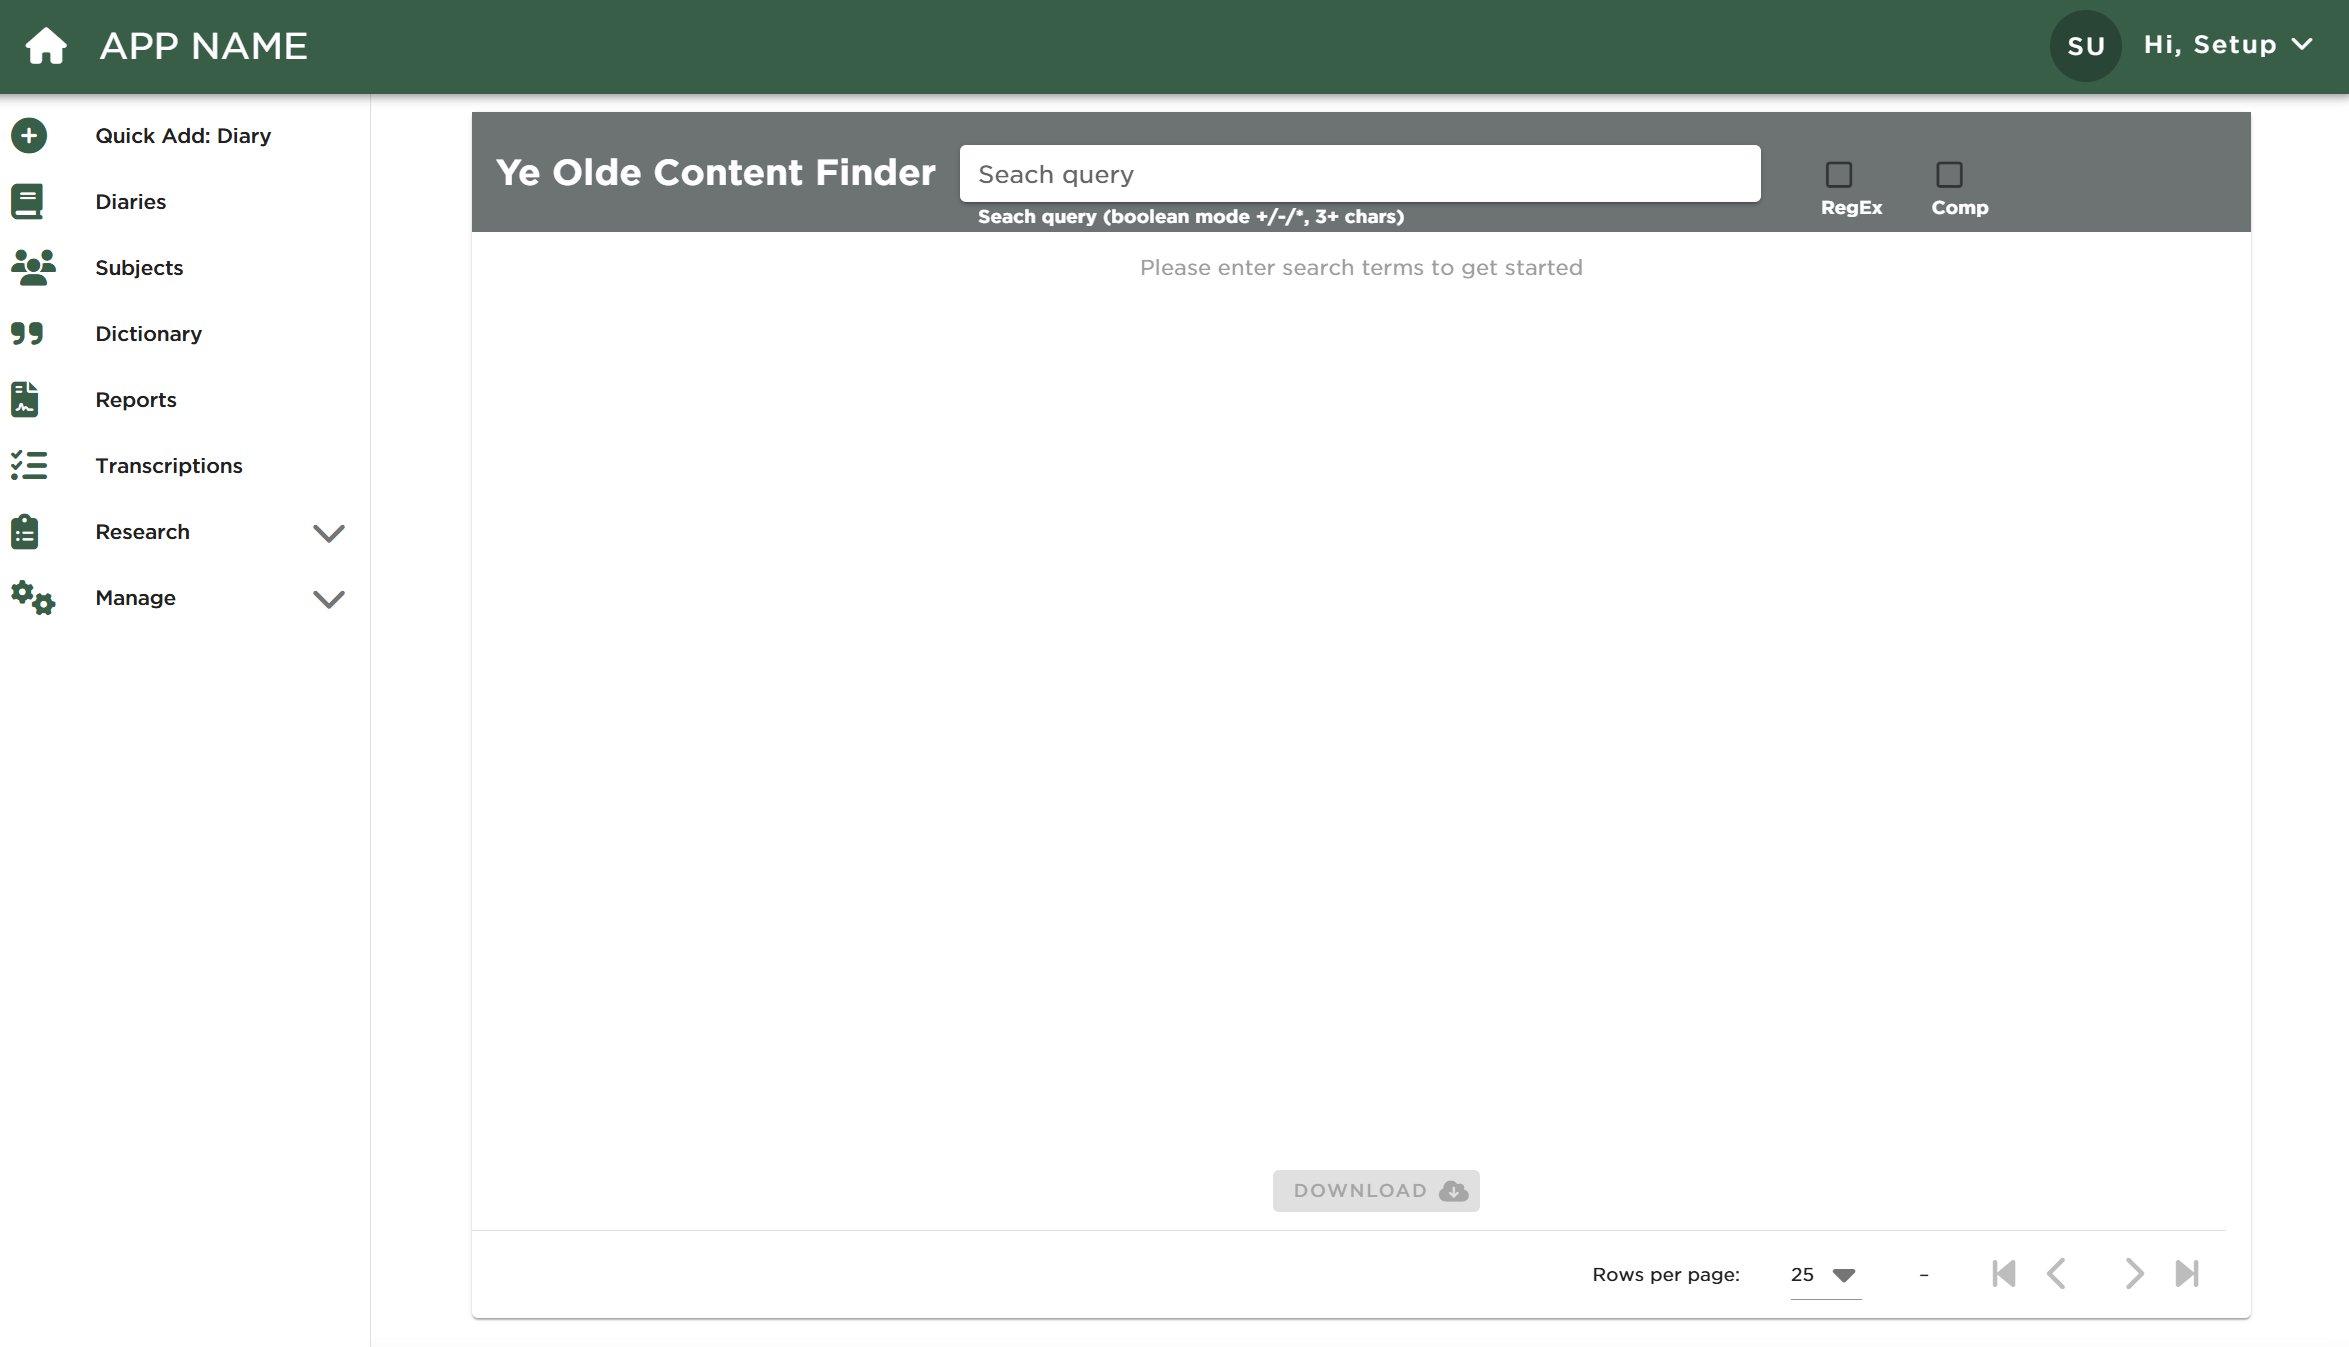 APP NAME
SU
Hi, Setup
Quick Add: Diary
Diaries
Subjects
Dictionary
Reports
Transcriptions
Research
Manage
Ye Olde Content Finder
Seach query
Seach query (boolean mode +/-/*, 3+ chars)
RegEx
Comp
Please enter search terms to get started
DOWNLOAD
Rows per page:
25
–